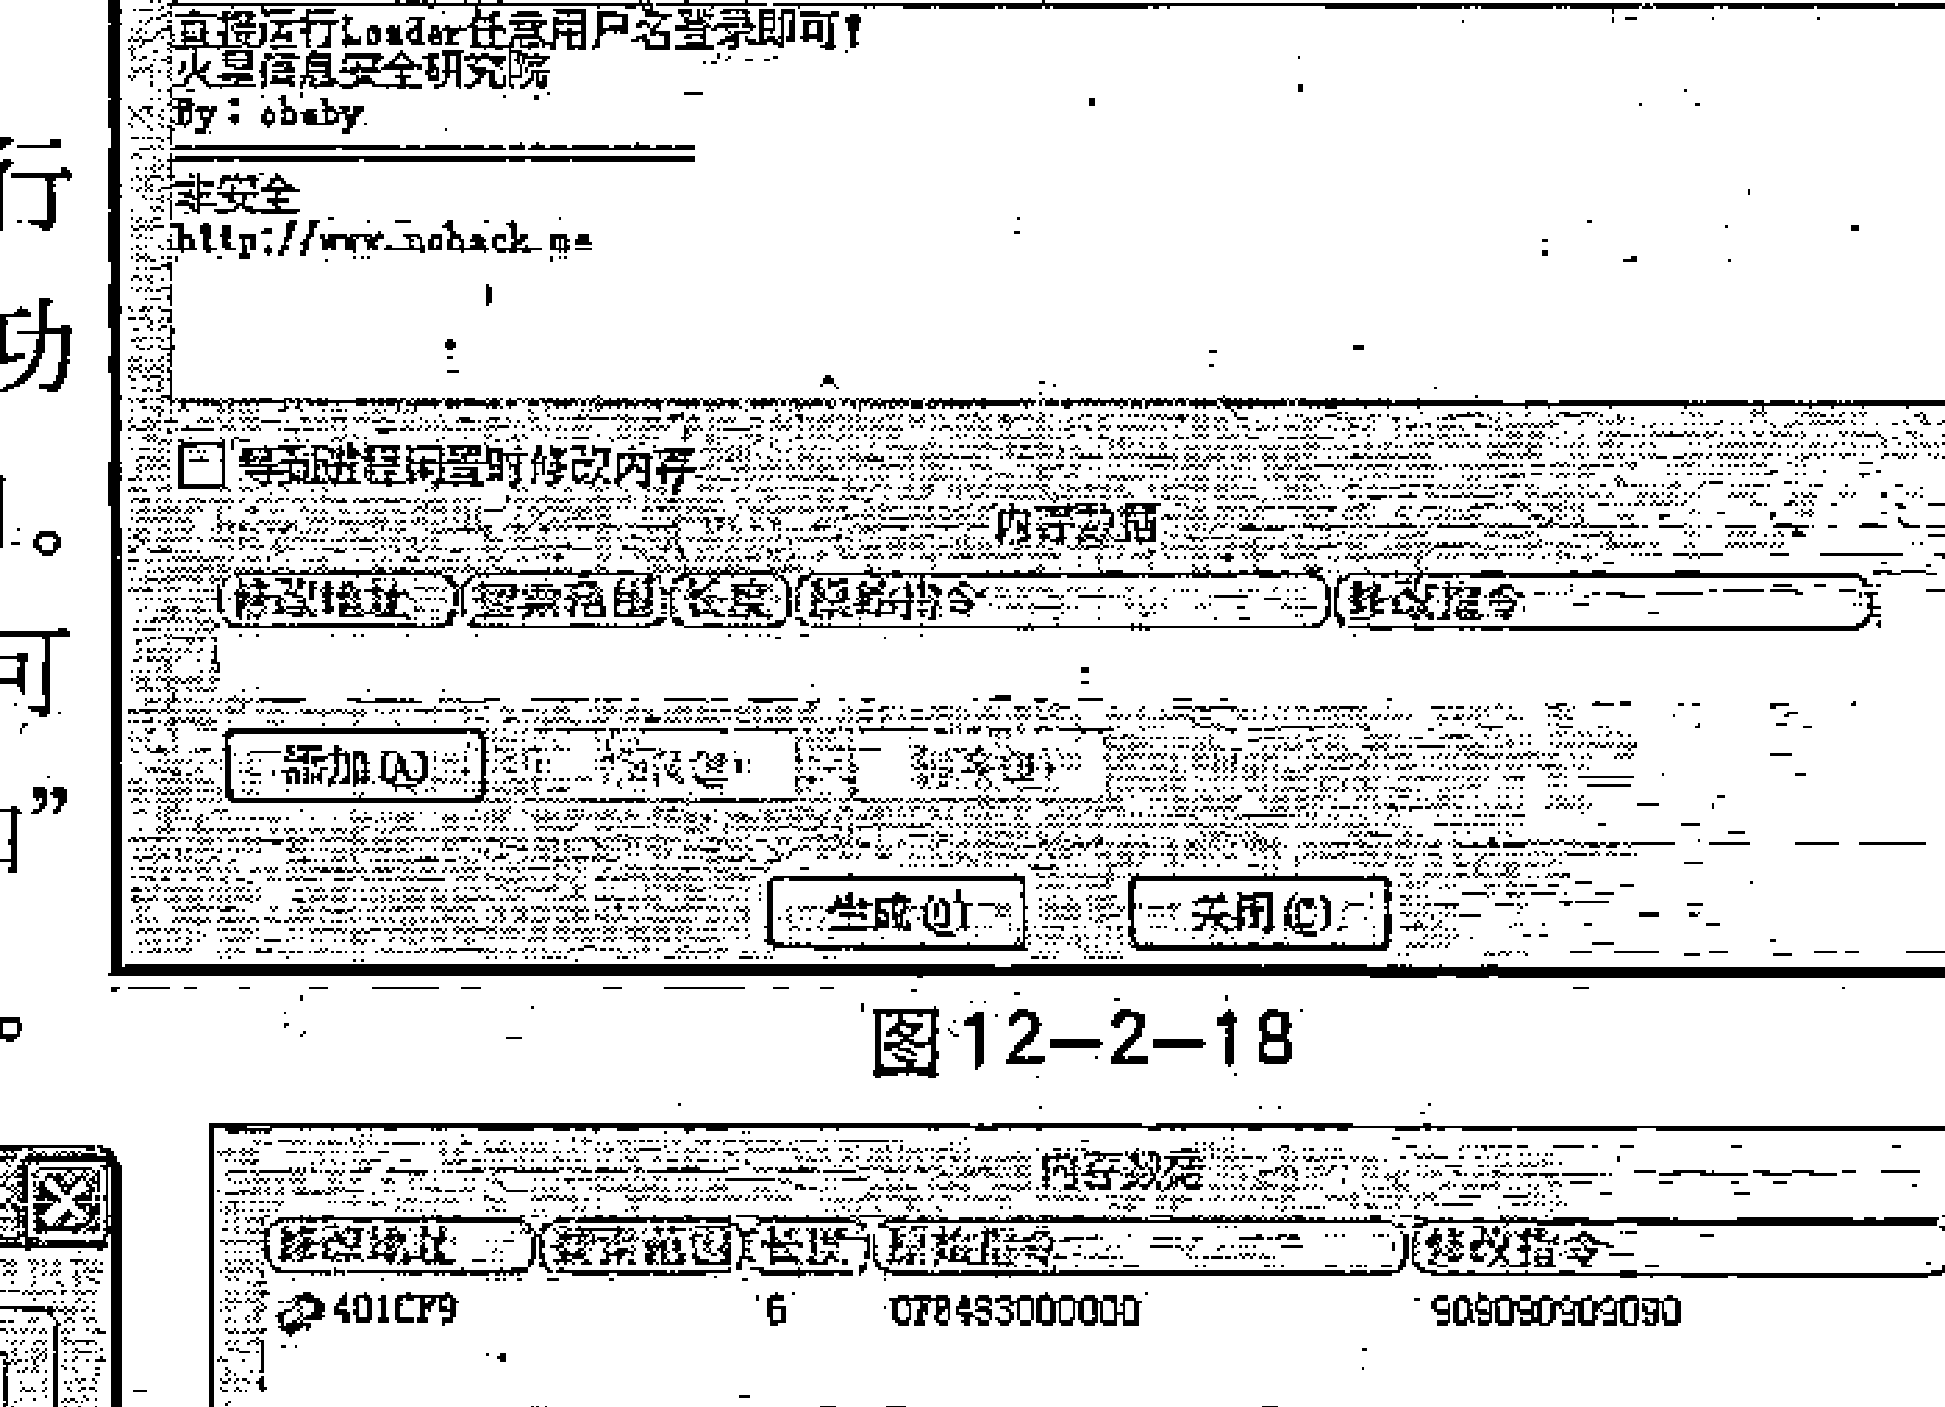 行
功
。
可
”
。
直接运行Loader任意用户名登录即可!
火星信息安全研究院
By: obaby
非安全
http://www.nohack.me
等到进程闲置时修改内存
内存数据
修改地址 搜索范围 长度 原始指令 修改指令
添加(A)
生成(O) 关闭(C)
图12-2-18
内存数据
修改地址 搜索范围 长度 原始指令 修改指令
401CF9 6 0F8493000000 909090909090